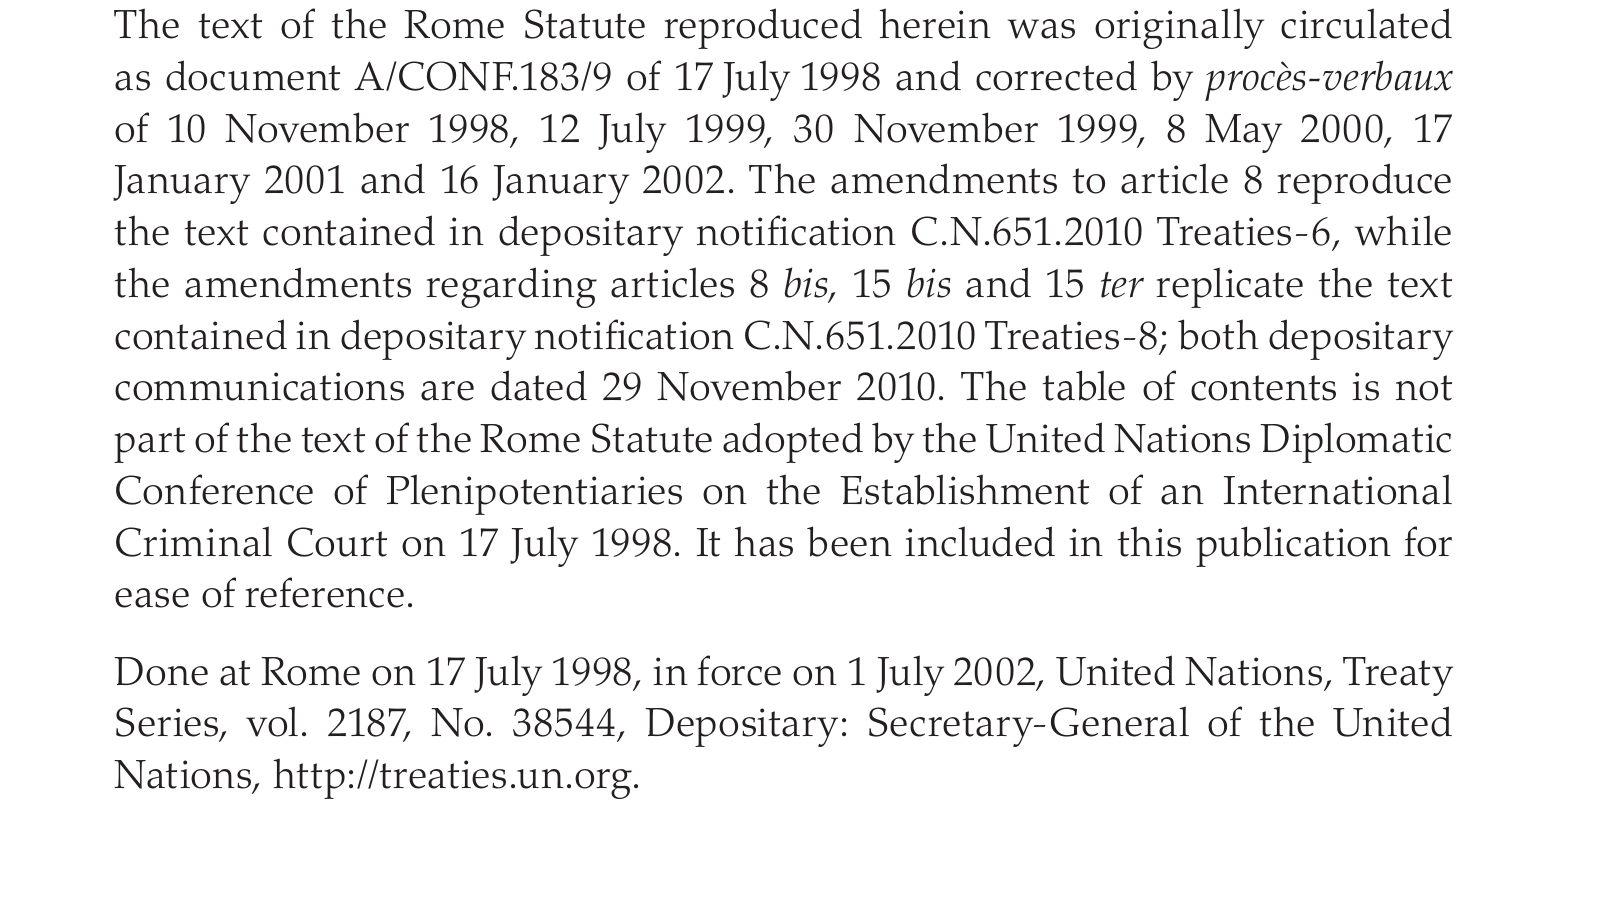 The text of the Rome Statute reproduced herein was originally circulated
as document A/CONF.183/9 of 17 July 1998 and corrected by procès-verbaux
of 10 November 1998, 12 July 1999, 30 November 1999, 8 May 2000, 17
January 2001 and 16 January 2002. The amendments to article 8 reproduce
the text contained in depositary notification C.N.651.2010 Treaties-6, while
the amendments regarding articles 8 bis, 15 bis and 15 ter replicate the text
contained in depositary notification C.N.651.2010 Treaties-8; both depositary
communications are dated 29 November 2010. The table of contents is not
part of the text of the Rome Statute adopted by the United Nations Diplomatic
Conference of Plenipotentiaries on the Establishment of an International
Criminal Court on 17 July 1998. It has been included in this publication for
ease of reference.
Done at Rome on 17 July 1998, in force on 1 July 2002, United Nations, Treaty
Series, vol. 2187, No. 38544, Depositary: Secretary-General of the United
Nations, http://treaties.un.org.